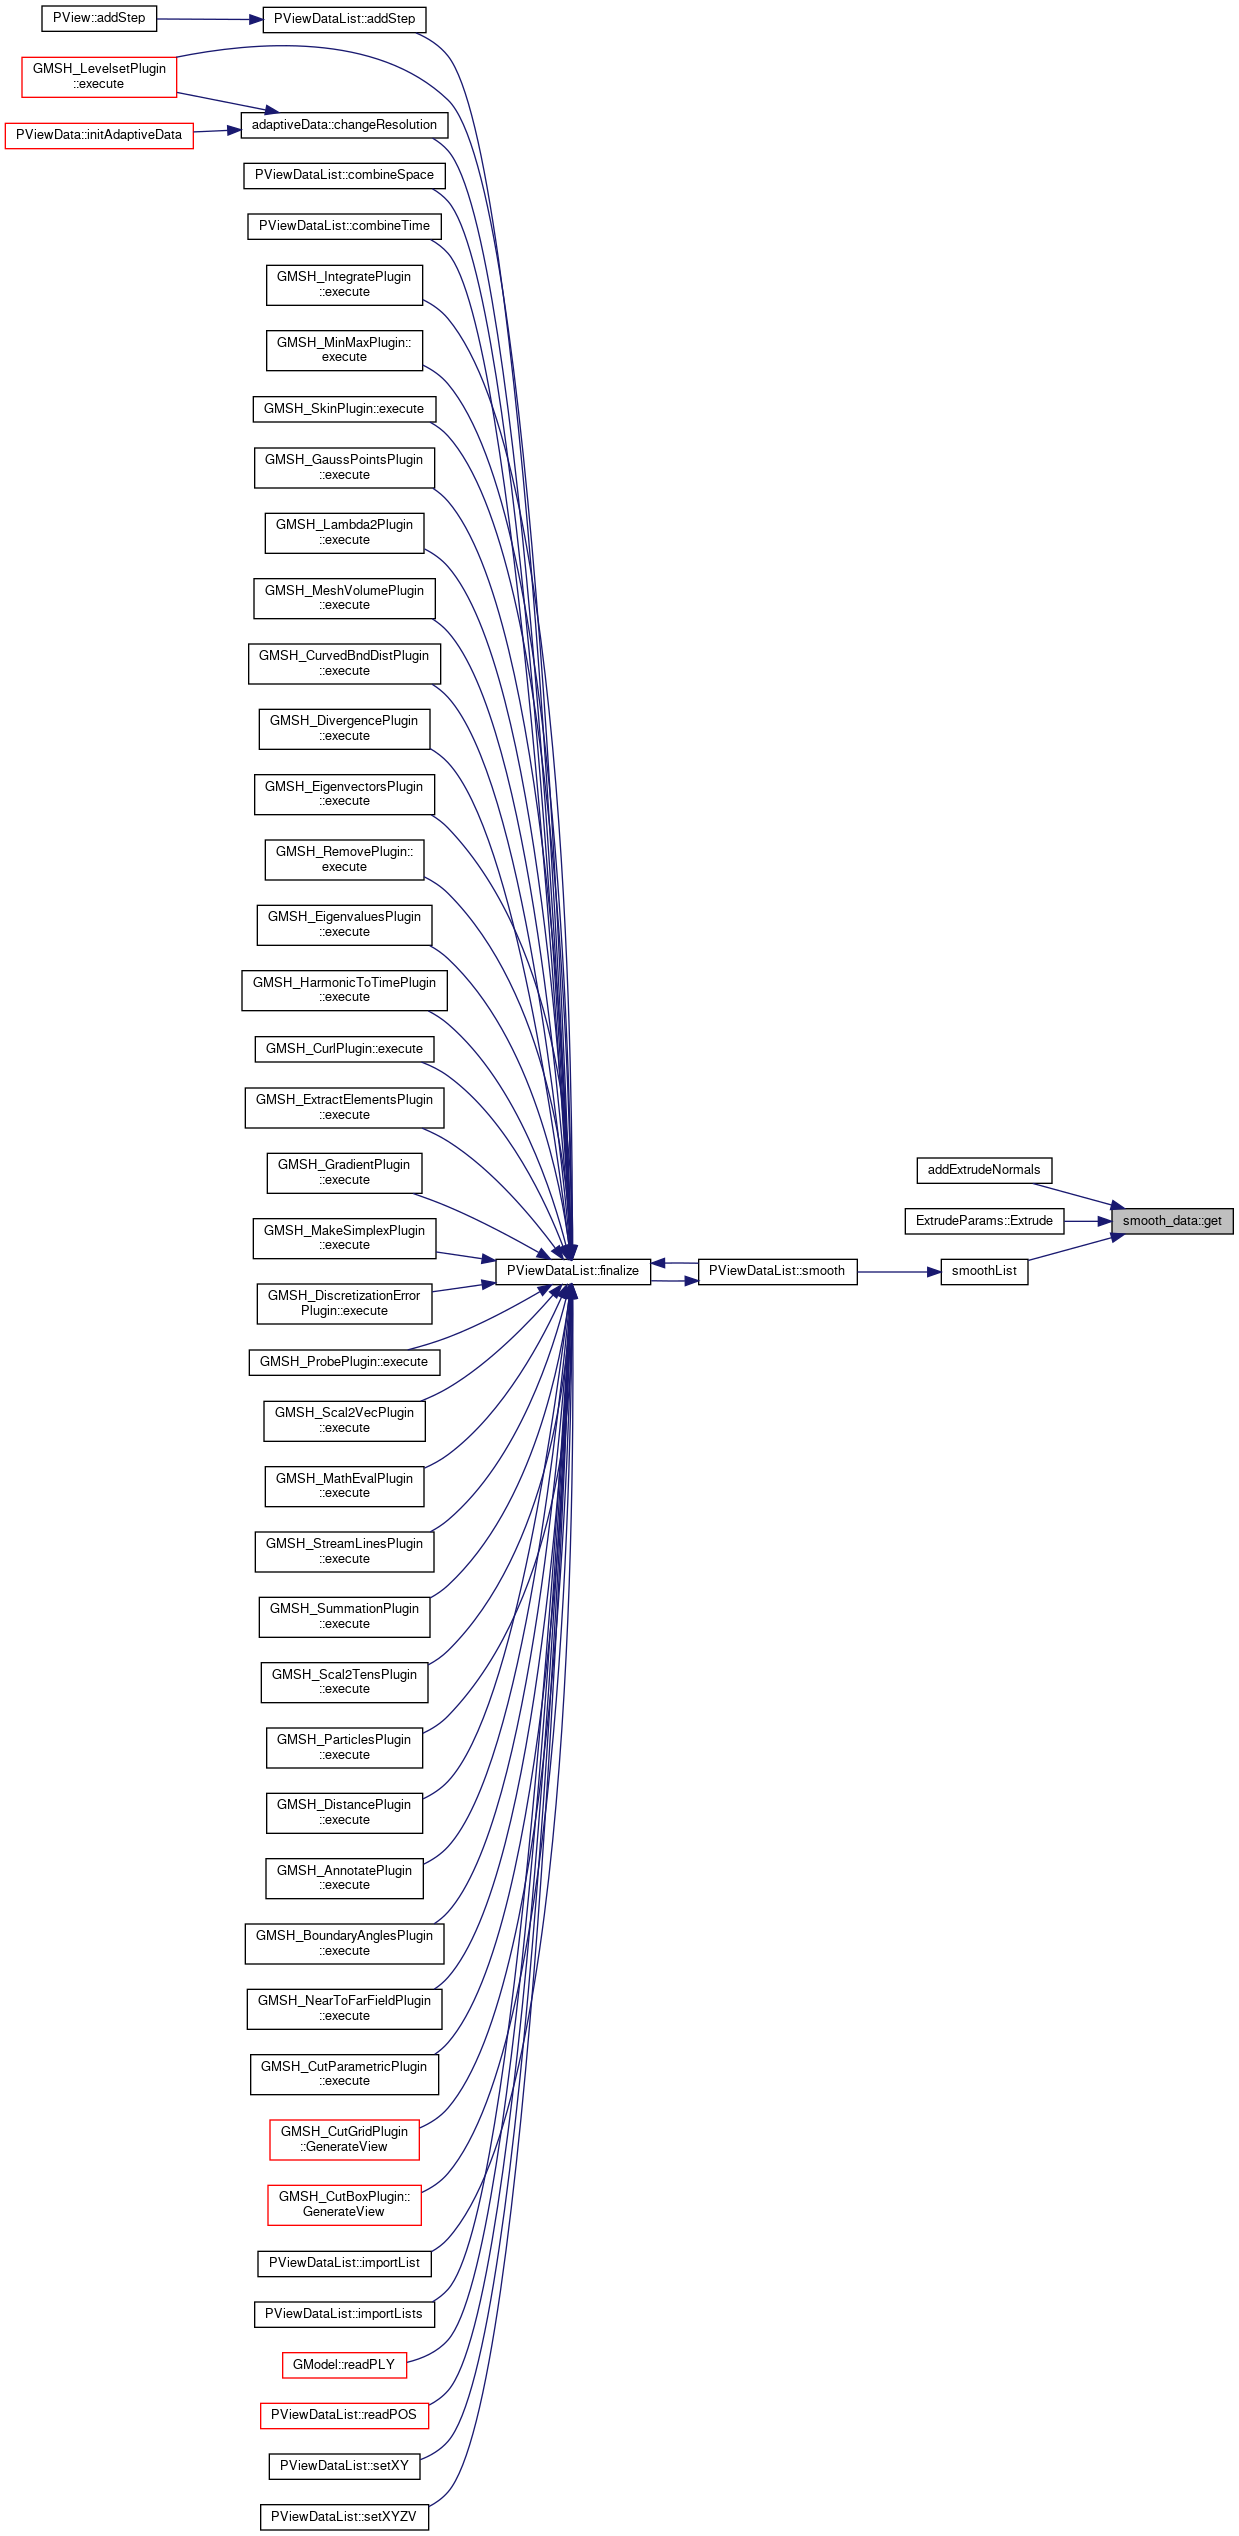 PView::addStep
PViewDataList::addStep
GMSH_LevelsetPlugin
::execute
adaptiveData::changeResolution
PViewData::initAdaptiveData
PViewDataList::combineSpace
PViewDataList::combineTime
GMSH_IntegratePlugin
::execute
GMSH_MinMaxPlugin::
execute
GMSH_SkinPlugin::execute
GMSH_GaussPointsPlugin
::execute
GMSH_Lambda2Plugin
::execute
GMSH_MeshVolumePlugin
::execute
GMSH_CurvedBndDistPlugin
::execute
GMSH_DivergencePlugin
::execute
GMSH_EigenvectorsPlugin
::execute
GMSH_RemovePlugin::
execute
GMSH_EigenvaluesPlugin
::execute
GMSH_HarmonicToTimePlugin
::execute
GMSH_CurlPlugin::execute
GMSH_ExtractElementsPlugin
::execute
GMSH_GradientPlugin
::execute
GMSH_MakeSimplexPlugin
::execute
GMSH_DiscretizationError
Plugin::execute
GMSH_ProbePlugin::execute
GMSH_Scal2VecPlugin
::execute
GMSH_MathEvalPlugin
::execute
GMSH_StreamLinesPlugin
::execute
GMSH_SummationPlugin
::execute
GMSH_Scal2TensPlugin
::execute
GMSH_ParticlesPlugin
::execute
GMSH_DistancePlugin
::execute
GMSH_AnnotatePlugin
::execute
GMSH_BoundaryAnglesPlugin
::execute
GMSH_NearToFarFieldPlugin
::execute
GMSH_CutParametricPlugin
::execute
GMSH_CutGridPlugin
::GenerateView
GMSH_CutBoxPlugin::
GenerateView
PViewDataList::importList
PViewDataList::importLists
GModel::readPLY
PViewDataList::readPOS
PViewDataList::setXY
PViewDataList::setXYZV
PViewDataList::finalize
PViewDataList::smooth
addExtrudeNormals
ExtrudeParams::Extrude
smoothList
smooth_data::get